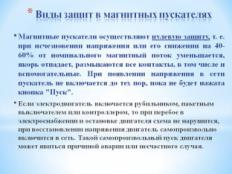 * Виды защит в магнитных пускателях
*Магнитные пускатели осуществляют нулевую защиту, т. е.
при исчезновении напряжения или его снижении на 40-
60% от номинального магнитный поток уменьшается,
якорь отпадает, размыкаются все контакты, в том числе и
вспомогательные. При появлении напряжения в сети
пускатель не включится до тех пор, пока не будет нажата
кнопка "Пуск".
*Если электродвигатель включается рубильником, пакетным
выключателем или контроллером, то при перебое в
электроснабжении и остановке двигателя схема не нарушится,
при восстановлении напряжения двигатель самопроизвольно
включится в сеть. Такой самопроизвольный пуск двигателя
может явиться причиной аварии или несчастного случая.